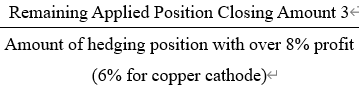 Remaining Applied Position Closing Amount 3↵
Amount of hedging position with over 8% profit
(6% for copper cathode)↵